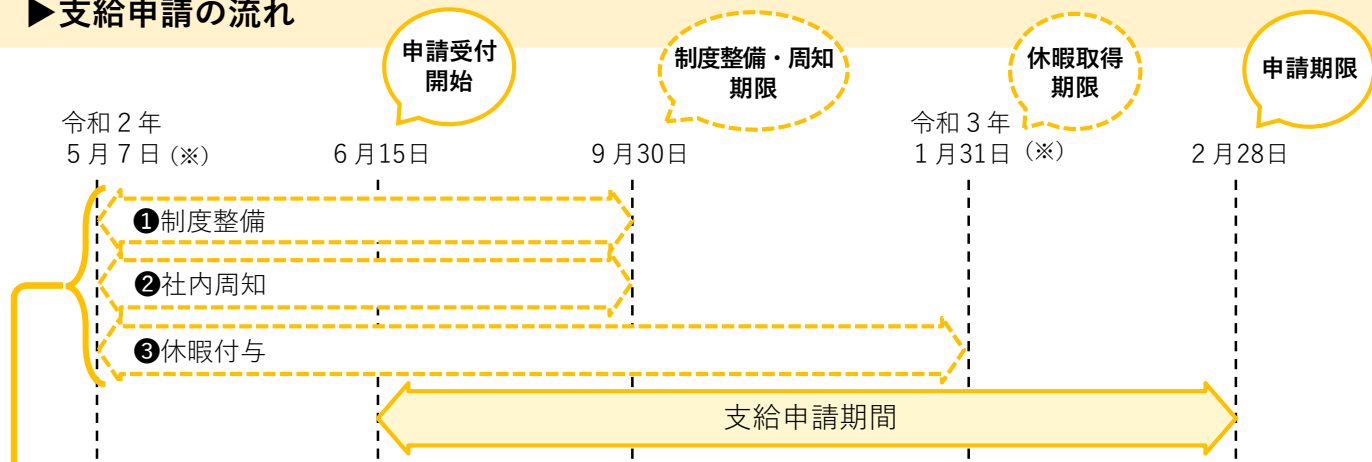 ▶支給申請の流れ
申請受付
開始
制度整備・周知
期限
休暇取得
期限
申請期限
令和２年
５月７日（※）
６月15日
９月30日
令和３年
１月31日（※）
２月28日
❶制度整備
❷社内周知
❸休暇付与
支給申請期間